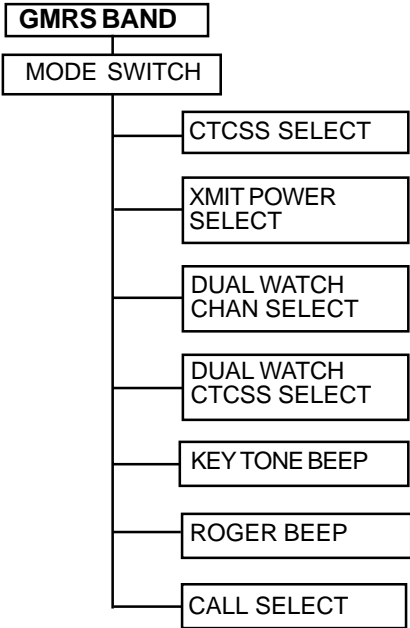 GMRS BAND
MODE SWITCH
CTCSS SELECT
XMIT POWER
SELECT
DUAL WATCH
CHAN SELECT
DUAL WATCH
CTCSS SELECT
KEY TONE BEEP
ROGER BEEP
CALL SELECT